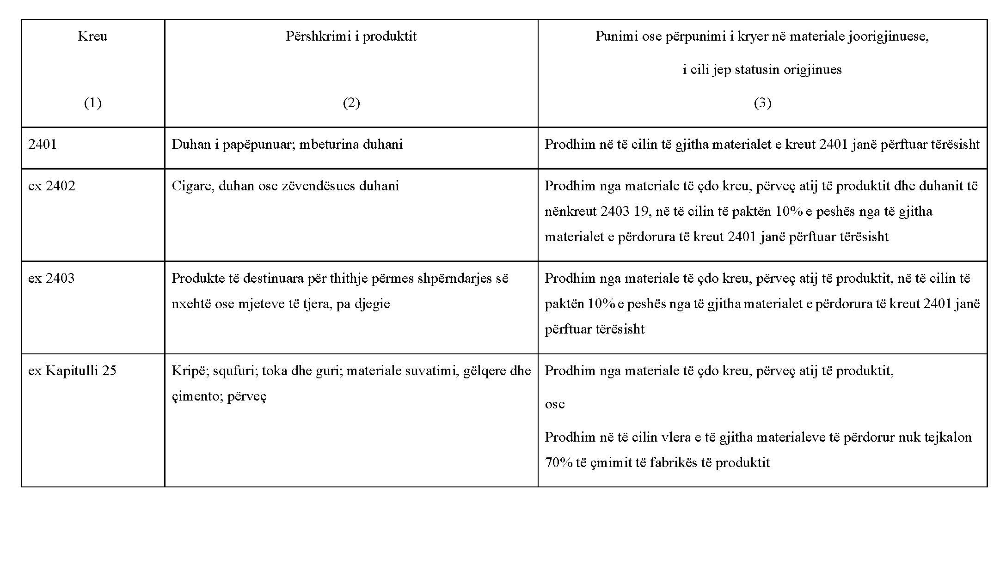 Kreu
(1)
Përshkrimi i produktit
(2)
Punimi ose përpunimi i kryer në materiale joorigjinuese,
i cili jep statusin origjinues
(3)
2401
Duhan i papëpunuar; mbeturina duhani
Prodhim në të cilin të gjitha materialet e kreut 2401 janë përftuar tërësisht
ex 2402
Cigare, duhan ose zëvendësues duhani
Prodhim nga materiale të çdo kreu, përveç atij të produktit dhe duhanit të
nënkreut 2403 19, në të cilin të paktën 10% e peshës nga të gjitha
materialet e përdorura të kreut 2401 janë përftuar tërësisht
ex 2403
Produkte të destinuara për thithje përmes shpërndarjes së
nxehtë ose mjeteve të tjera, pa djegie
Prodhim nga materiale të çdo kreu, përveç atij të produktit, në të cilin të
paktën 10% e peshës nga të gjitha materialet e përdorura të kreut 2401 janë
përftuar tërësisht
ex Kapitulli 25
Kripë; squfuri; toka dhe guri; materiale suvatimi, gëlqere dhe
çimento; përveç
Prodhim nga materiale të çdo kreu, përveç atij të produktit,
ose
Prodhim në të cilin vlera e të gjitha materialeve të përdorur nuk tejkalon
70% të çmimit të fabrikës të produktit